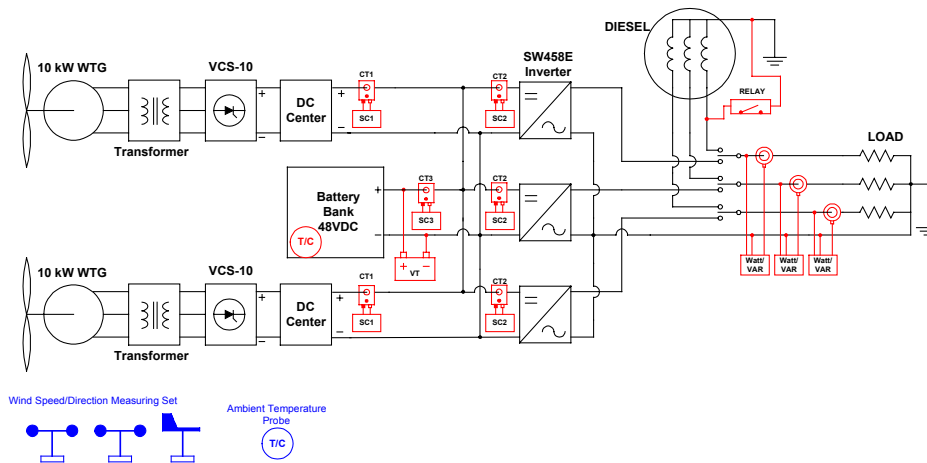 DIESEL
10 kW WTG
VCS-10
SW458E
Inverter
CT1
CT2
DC
Center
+
−
+
−
SC1
SC2
RELAY
Transformer
LOAD
Battery
Bank
48VDC
+
−
CT3
CT2
SC3
SC2
T/C
+ −
VT
Watt/
VAR
Watt/
VAR
Watt/
VAR
10 kW WTG
VCS-10
CT1
CT2
DC
Center
+
−
+
−
SC1
SC2
Transformer
Wind Speed/Direction Measuring Set
Ambient Temperature
Probe
T/C